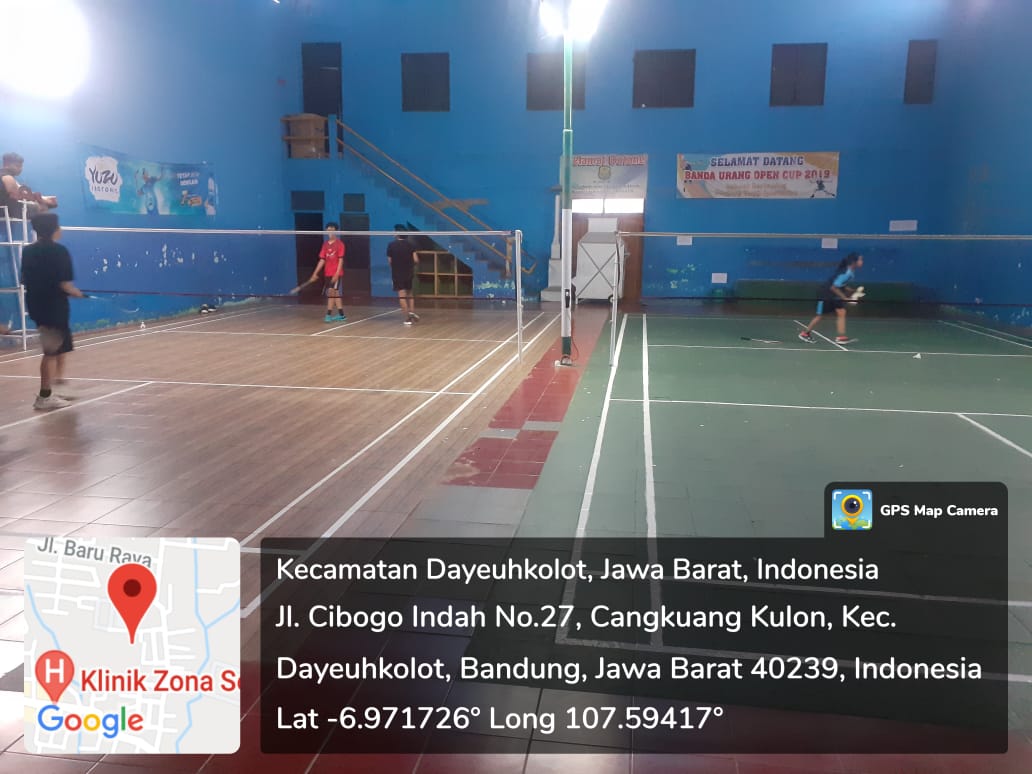 YUZU
ISOTONIC
SELAMAT DATANG
BANDA URANG OPEN CUP 2019
GPS Map Camera
Jl. Baru Raya
H
Klinik Zona Se
Google
Kecamatan Dayeuhkolot, Jawa Barat, Indonesia
Jl. Cibogo Indah No.27, Cangkuang Kulon, Kec.
Dayeuhkolot, Bandung, Jawa Barat 40239, Indonesia
Lat -6.971726° Long 107.59417°